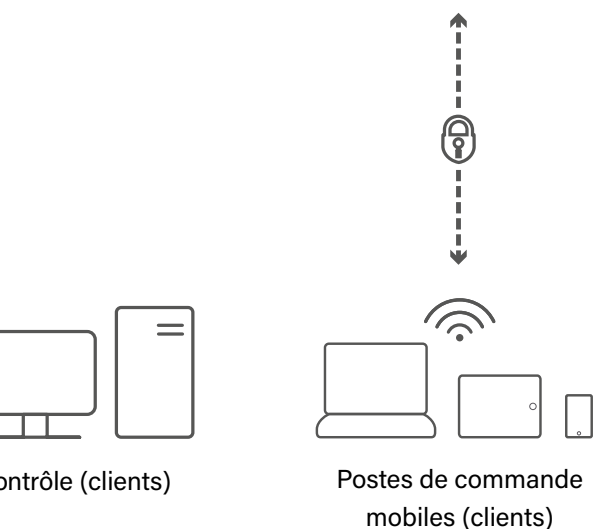 ontrôle (clients)
Postes de commande
mobiles (clients)